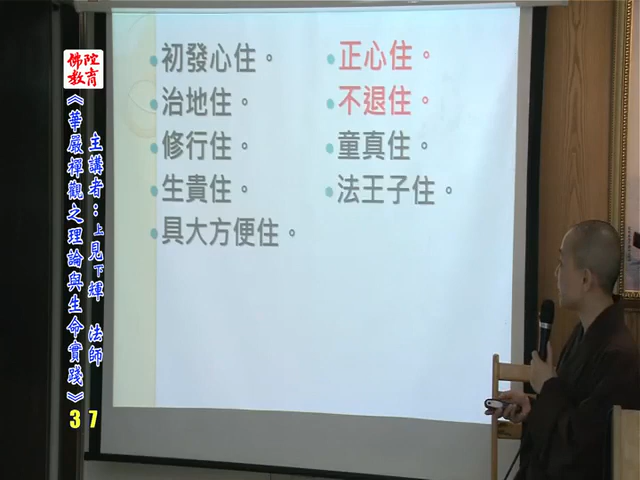 佛陀
教育
《華嚴禪觀之理論與生命實踐》
37
主講者：上見下輝 法師
初發心住。
治地住。
修行住。
生貴住。
具大方便住。
正心住。
不退住。
童真住。
法王子住。